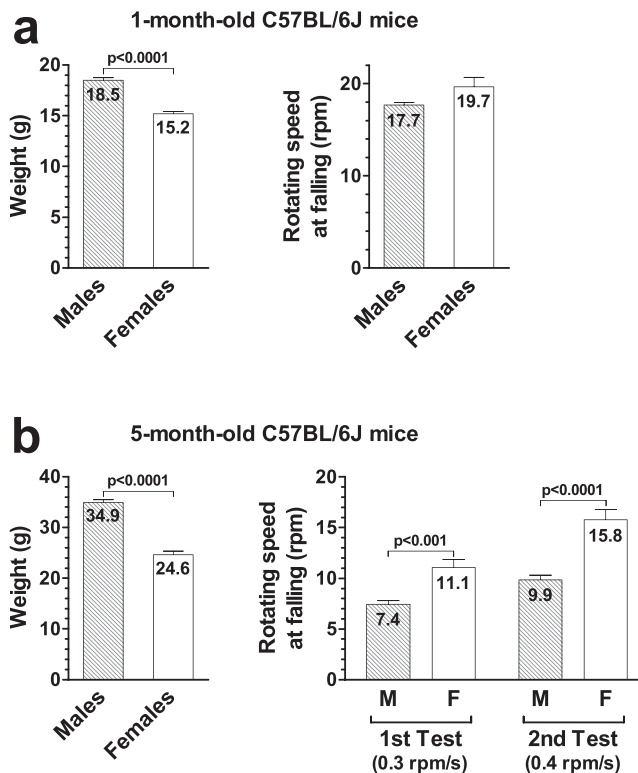 a
1-month-old C57BL/6J mice
Weight (g)
20
15
10
5
0
p<0.0001
18.5
15.2
Males
Females
Rotating speed
at falling (rpm)
20
10
0
17.7
19.7
Males
Females
b
5-month-old C57BL/6J mice
Weight (g)
40
30
20
10
0
p<0.0001
34.9
24.6
Males
Females
Rotating speed
at falling (rpm)
20
15
10
5
0
p<0.001
p<0.0001
7.4
11.1
9.9
15.8
M F M F
1st Test 2nd Test
(0.3 rpm/s) (0.4 rpm/s)